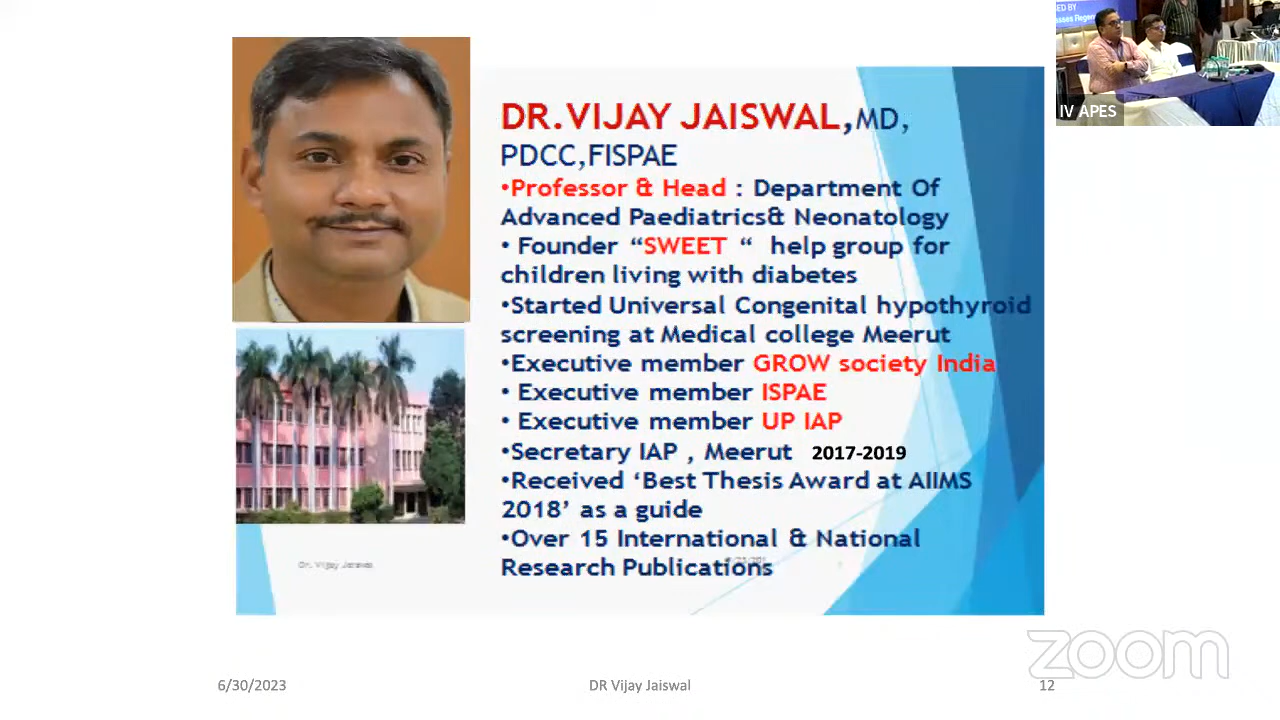 DR.VIJAY JAISWAL,MD,
PDCC,FISPAE
•Professor & Head : Department Of
Advanced Paediatrics& Neonatology
• Founder “SWEET “ help group for
children living with diabetes
•Started Universal Congenital hypothyroid
screening at Medical college Meerut
•Executive member GROW society India
• Executive member ISPAE
• Executive member UP IAP
•Secretary IAP , Meerut 2017-2019
•Received ‘Best Thesis Award at AIIMS
2018’ as a guide
•Over 15 International & National
Research Publications
Dr. Vijay Jaiswal
6/30/2023
DR Vijay Jaiswal
12
zoom
IV APES